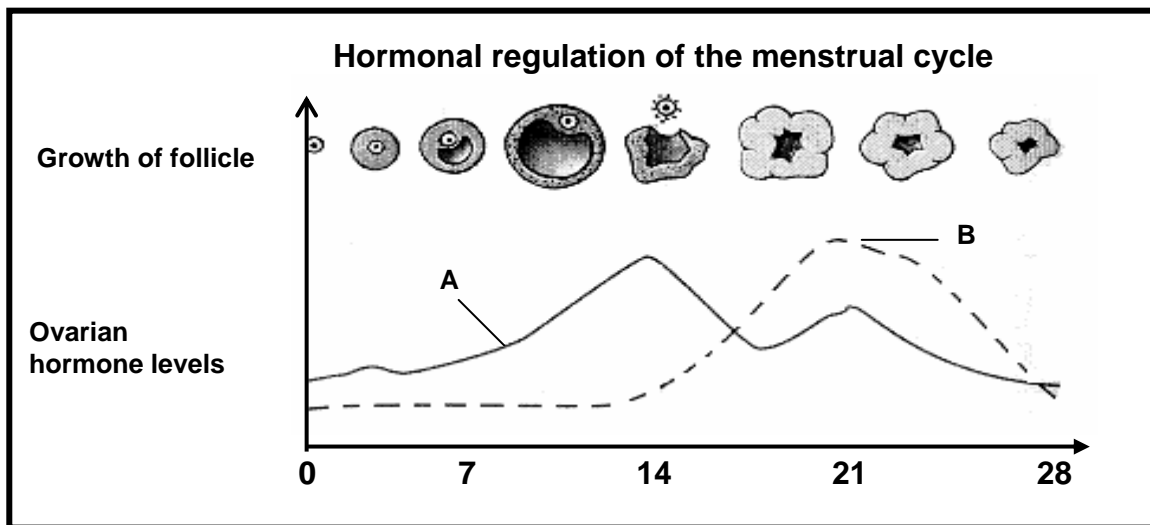 Hormonal regulation of the menstrual cycle
Growth of follicle
B
A
Ovarian
hormone levels
0 7 14 21 28